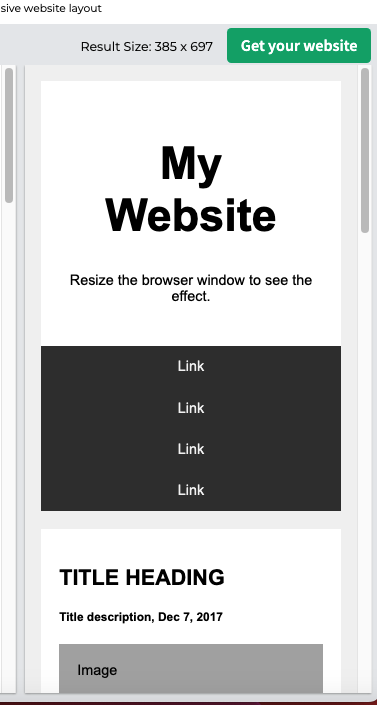 sive website layout
Result Size: 385 x 697
Get your website
My
Website
Resize the browser window to see the
effect.
Link
Link
Link
Link
TITLE HEADING
Title description, Dec 7, 2017
Image